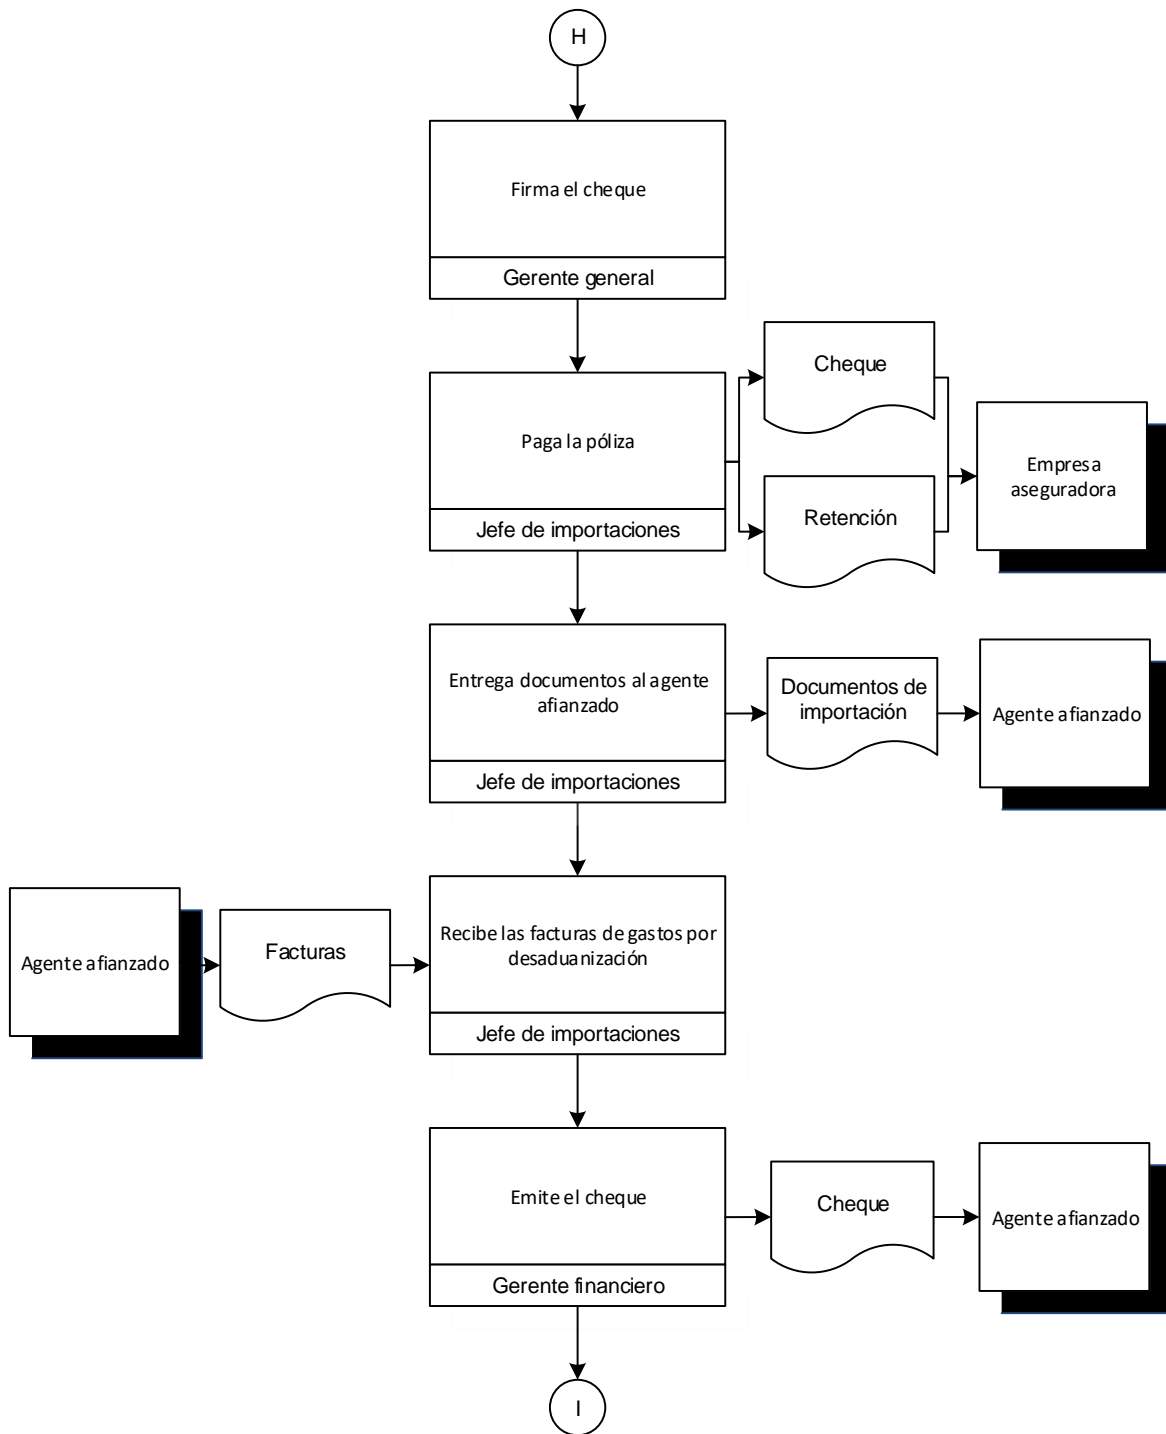 H
Firma el cheque
Gerente general
Paga la póliza
Jefe de importaciones
Cheque
Retención
Empresa
aseguradora
Entrega documentos al agente
afianzado
Jefe de importaciones
Documentos de
importación
Agente afianzado
Agente afianzado
Facturas
Recibe las facturas de gastos por
desaduanización
Jefe de importaciones
Emite el cheque
Gerente financiero
Cheque
Agente afianzado
I